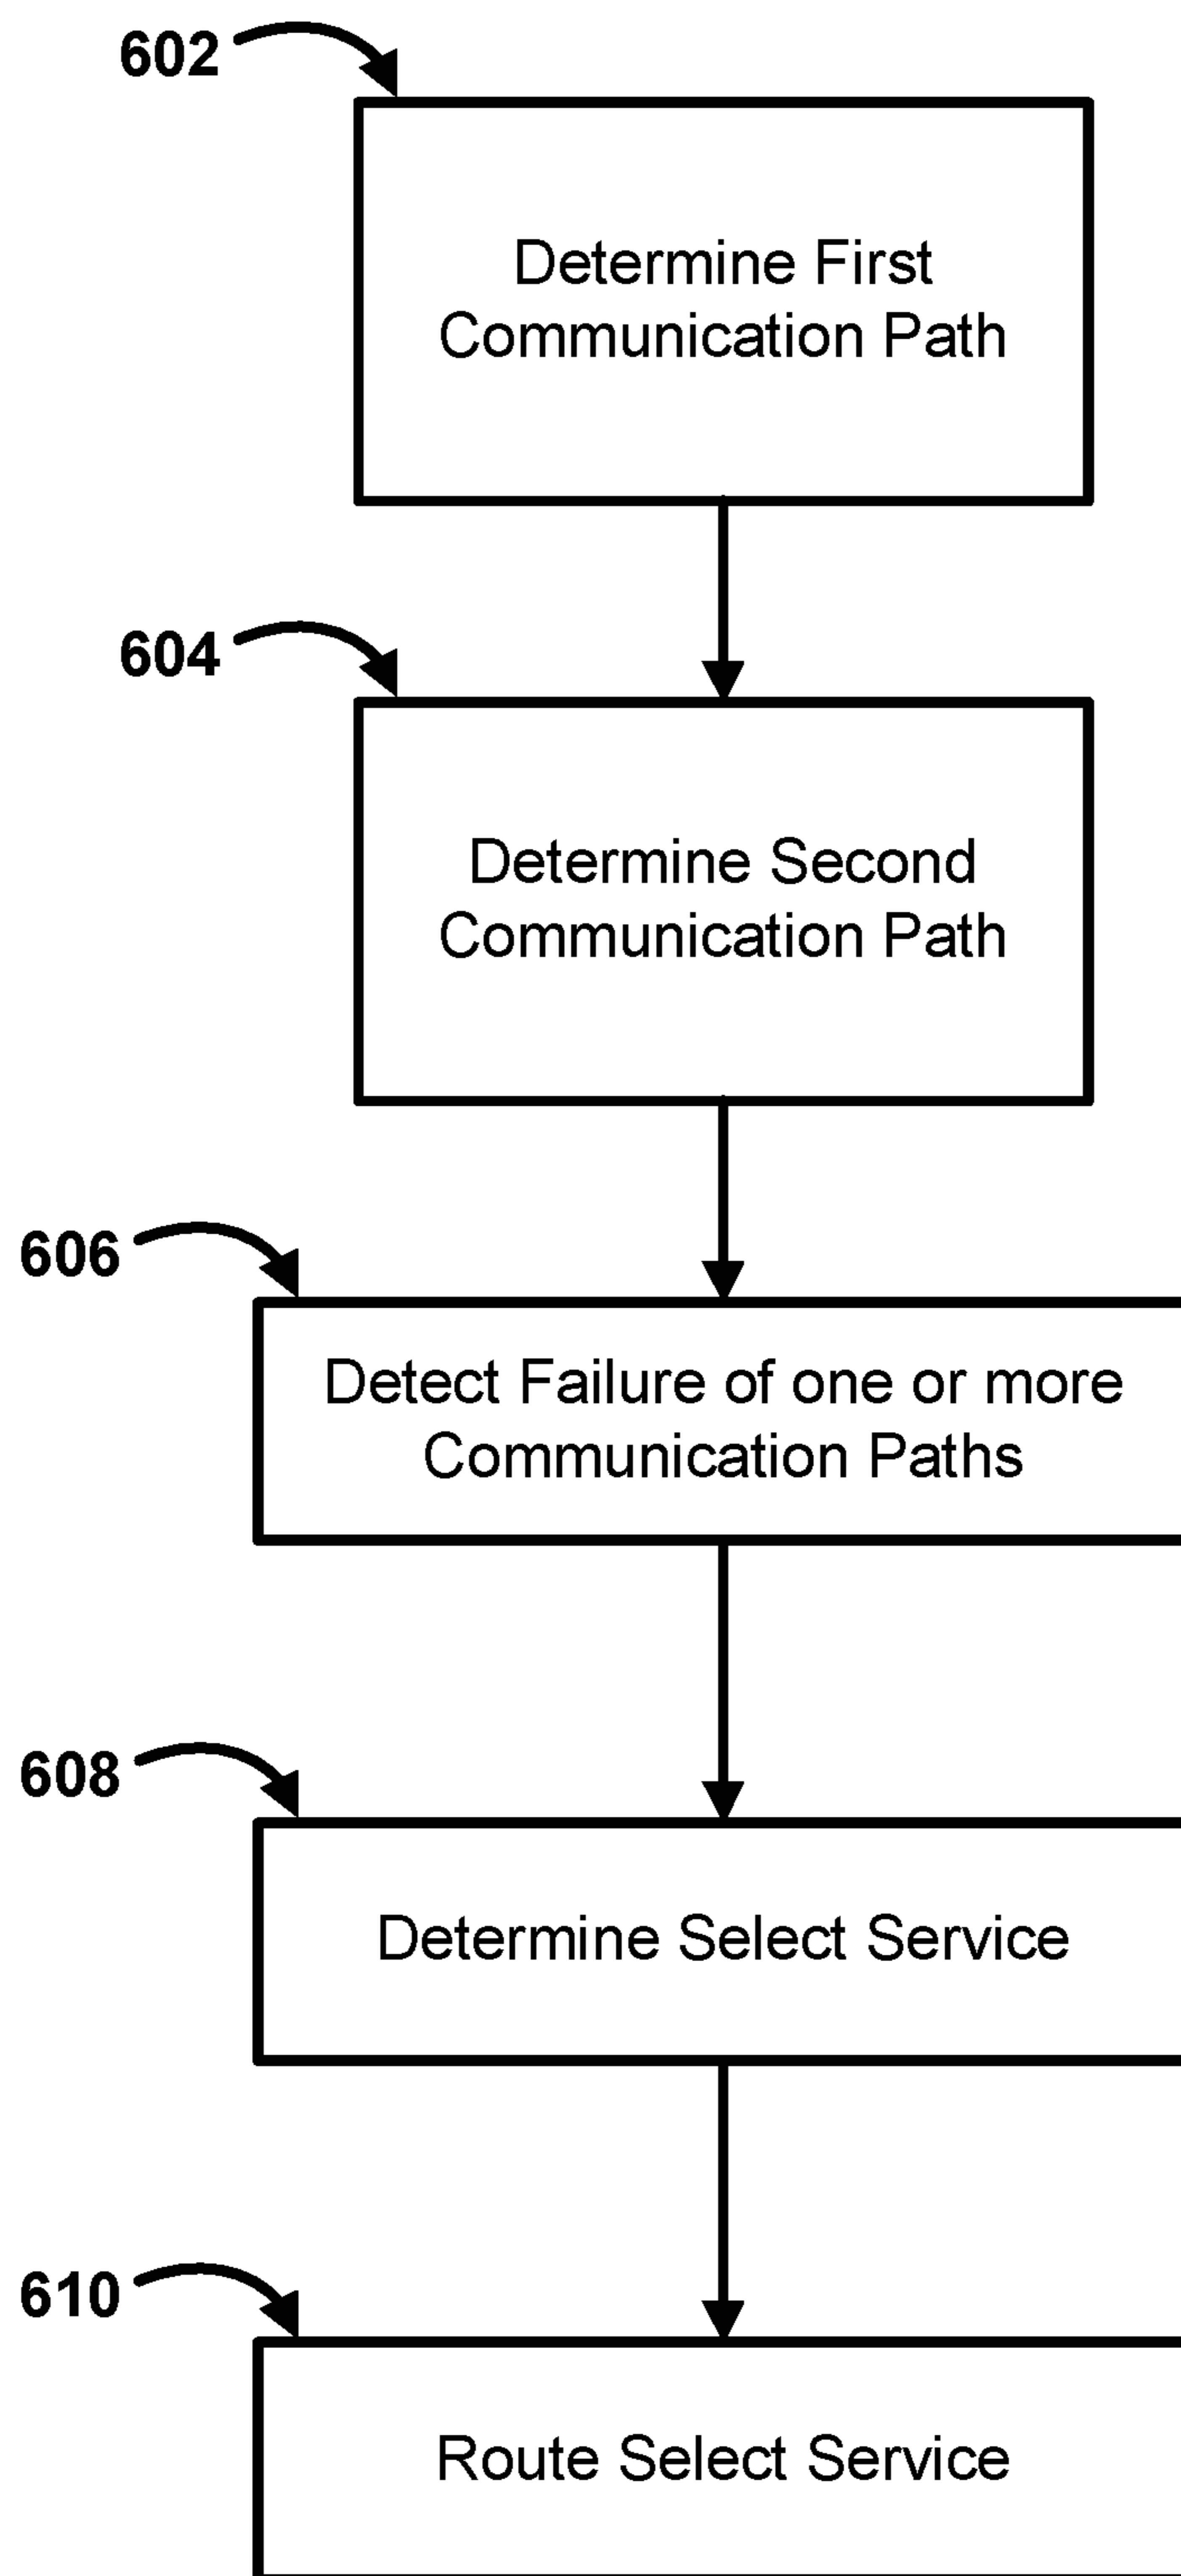 602
Determine First
Communication Path
604
Determine Second
Communication Path
606
Detect Failure of one or more
Communication Paths
608
Determine Select Service
610
Route Select Service